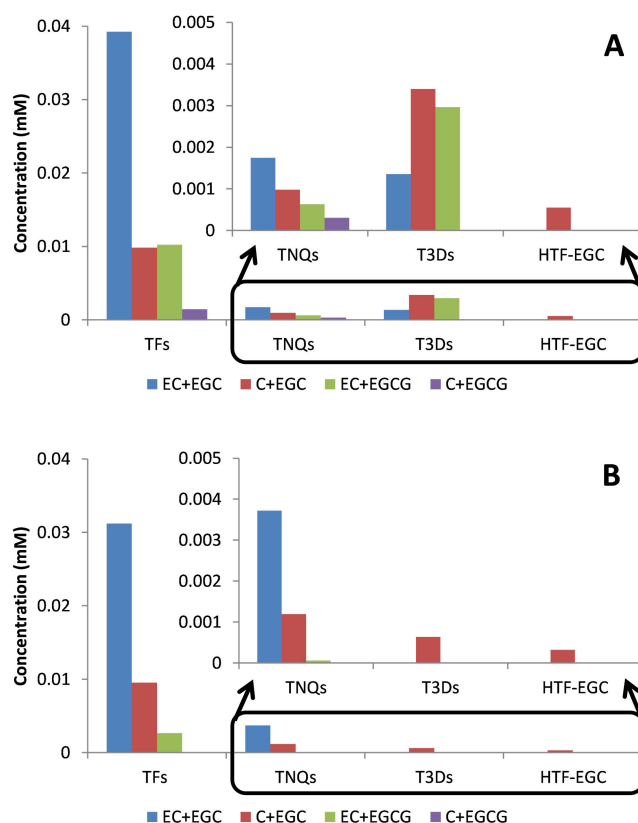 A
Concentration (mM)
0.04
0.03
0.02
0.01
0
0.005
0.004
0.003
0.002
0.001
0
TNQs T3Ds HTF-EGC
TFs TNQs T3Ds HTF-EGC
EC+EGC C+EGC EC+EGCG C+EGCG
B
Concentration (mM)
0.04
0.03
0.02
0.01
0
0.005
0.004
0.003
0.002
0.001
0
TNQs T3Ds HTF-EGC
TFs TNQs T3Ds HTF-EGC
EC+EGC C+EGC EC+EGCG C+EGCG